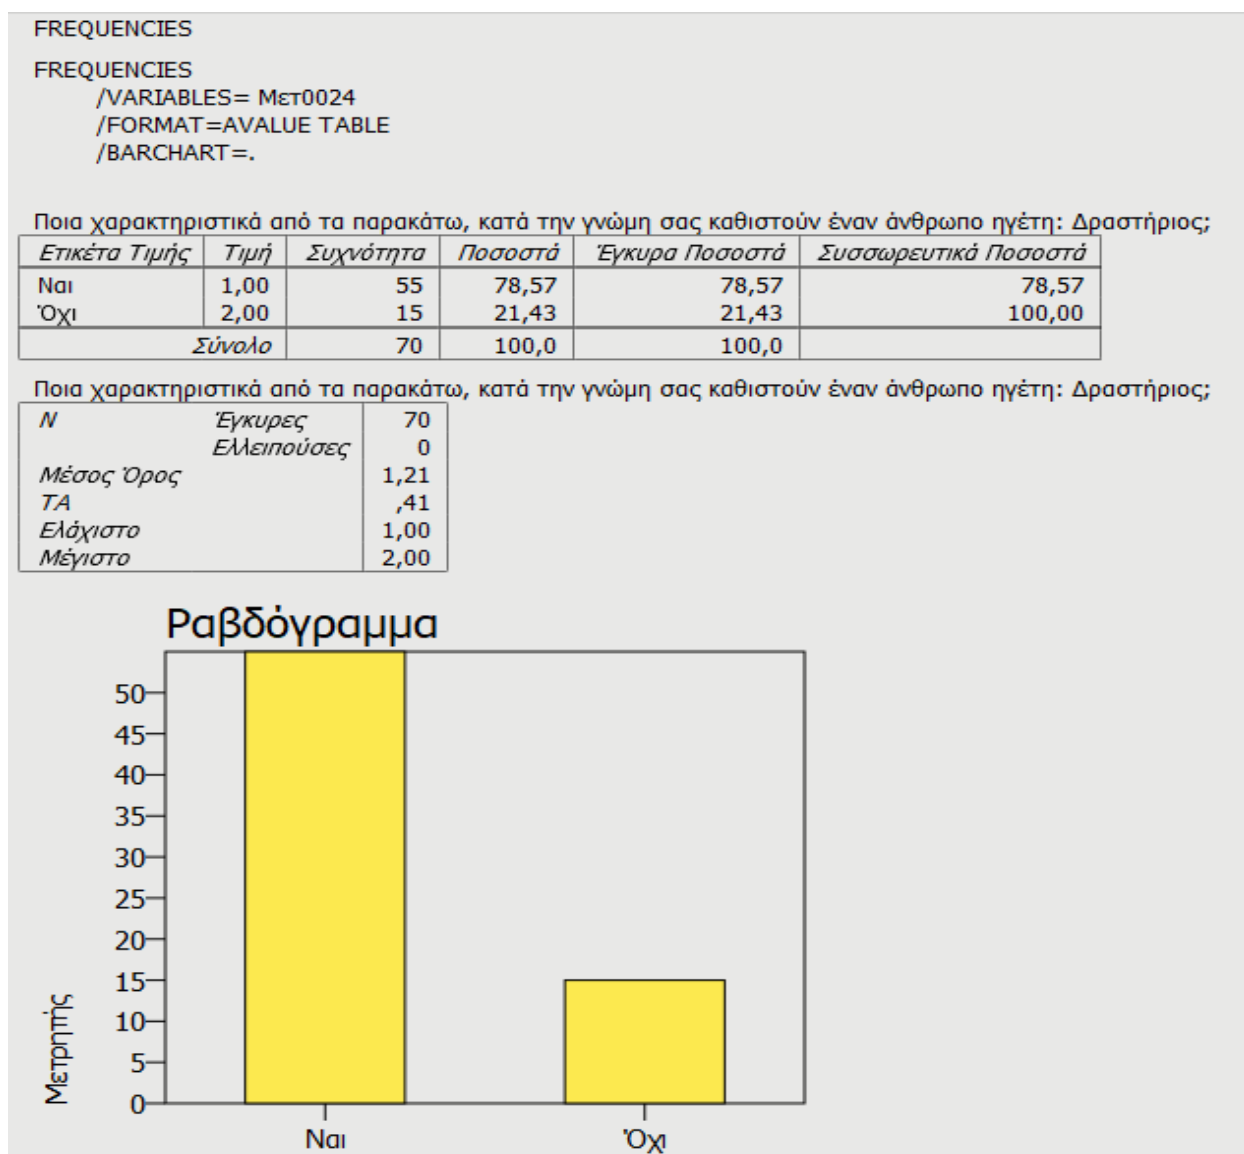 FREQUENCIES
FREQUENCIES
/VARIABLES= Μετ0024
/FORMAT=AVALUE TABLE
/BARCHART=.
Ποια χαρακτηριστικά από τα παρακάτω, κατά την γνώμη σας καθιστούν έναν άνθρωπο ηγέτη: Δραστήριος;
Ετικέτα Τιμής Τιμή Συχνότητα Ποσοστά Έγκυρα Ποσοστά Συσσωρευτικά Ποσοστά
Ναι 1,00 55 78,57 78,57 78,57
Όχι 2,00 15 21,43 21,43 100,00
Σύνολο 70 100,0 100,0
Ποια χαρακτηριστικά από τα παρακάτω, κατά την γνώμη σας καθιστούν έναν άνθρωπο ηγέτη: Δραστήριος;
N Έγκυρες 70
Ελλειπούσες 0
Μέσος Όρος 1,21
ΤΑ ,41
Ελάχιστο 1,00
Μέγιστο 2,00
Ραβδόγραμμα
50
45
40
35
30
25
20
15
10
5
0
Μετρητής
Ναι Όχι